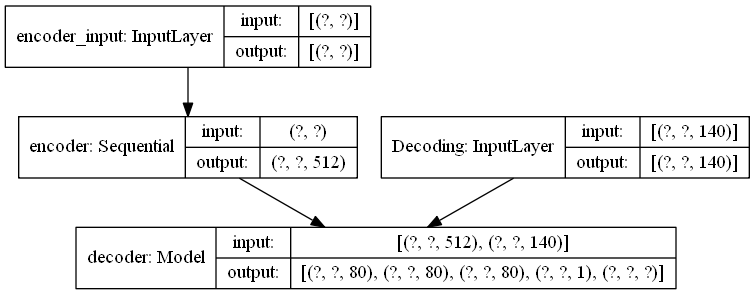 encoder_input: InputLayer
input: [(?, ?)]
output: [(?, ?)]
encoder: Sequential
input: (?, ?)
output: (?, ?, 512)
Decoding: InputLayer
input: [(?, ?, 140)]
output: [(?, ?, 140)]
decoder: Model
input: [(?, ?, 512), (?, ?, 140)]
output: [(?, ?, 80), (?, ?, 80), (?, ?, 80), (?, ?, 1), (?, ?, ?)]